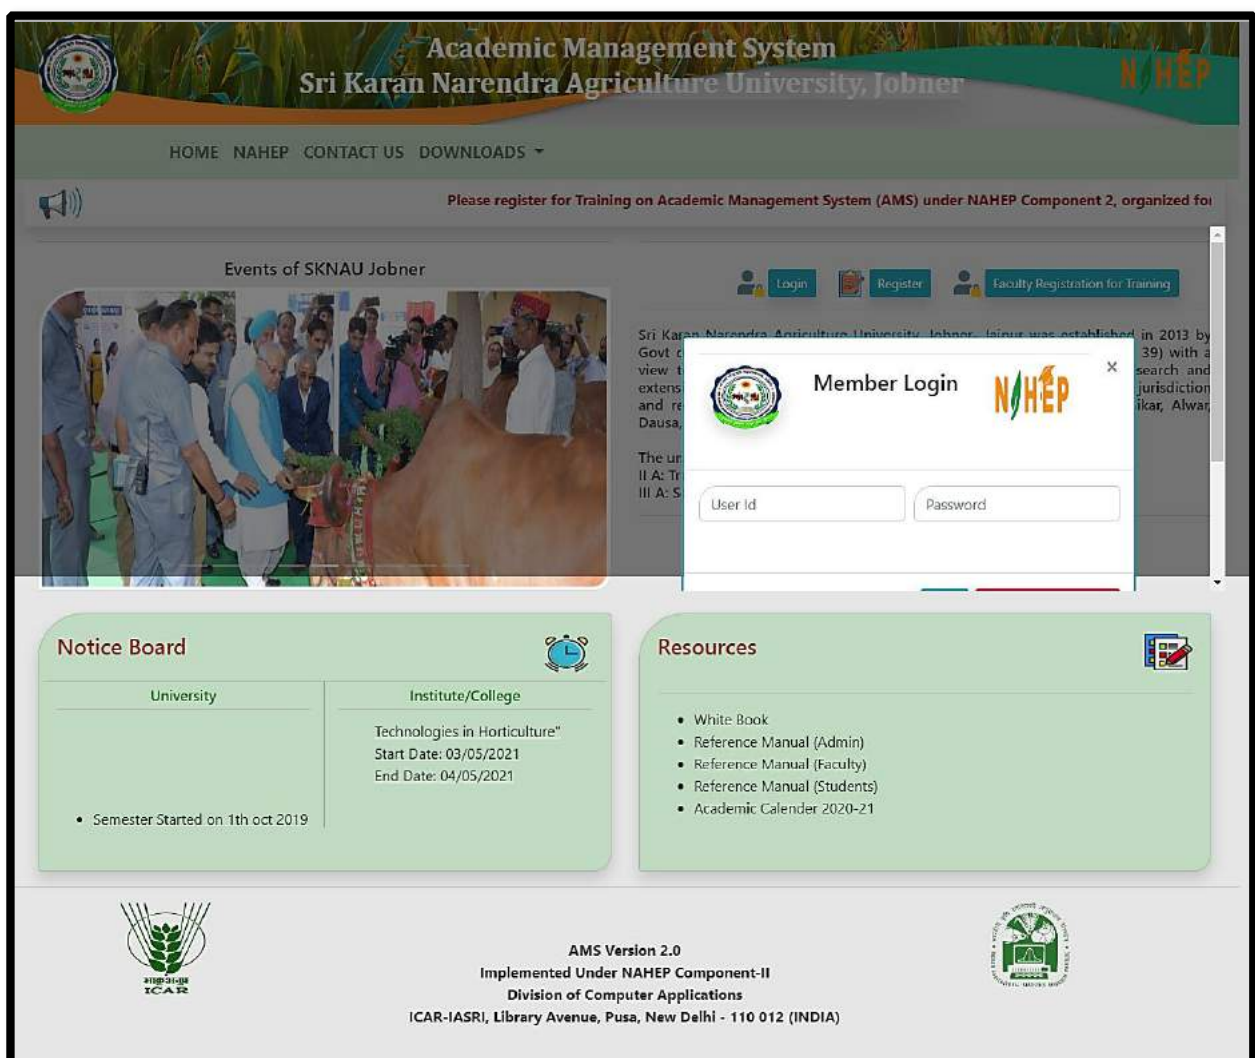 Academic Management System
Sri Karan Narendra Agriculture University, Jobner
NAHEP
HOME NAHEP CONTACT US DOWNLOADS
Please register for Training on Academic Management System (AMS) under NAHEP Component 2, organized for
Events of SKNAU Jobner
Login Register Faculty Registration for Training
Sri Karan Narendra Agriculture University, Jobner- Jaipur was established in 2013 by
Govt 39) with a
view search and
extens jurisdiction
and re ikar, Alwar,
Dausa,
The un
II A: Tr
III A: S
Member Login
NAHEP
×
User Id
Password
Notice Board
University
Institute/College
Technologies in Horticulture"
Start Date: 03/05/2021
End Date: 04/05/2021
• Semester Started on 1th oct 2019
Resources
• White Book
• Reference Manual (Admin)
• Reference Manual (Faculty)
• Reference Manual (Students)
• Academic Calender 2020-21
ICAR
AMS Version 2.0
Implemented Under NAHEP Component-II
Division of Computer Applications
ICAR-IASRI, Library Avenue, Pusa, New Delhi - 110 012 (INDIA)